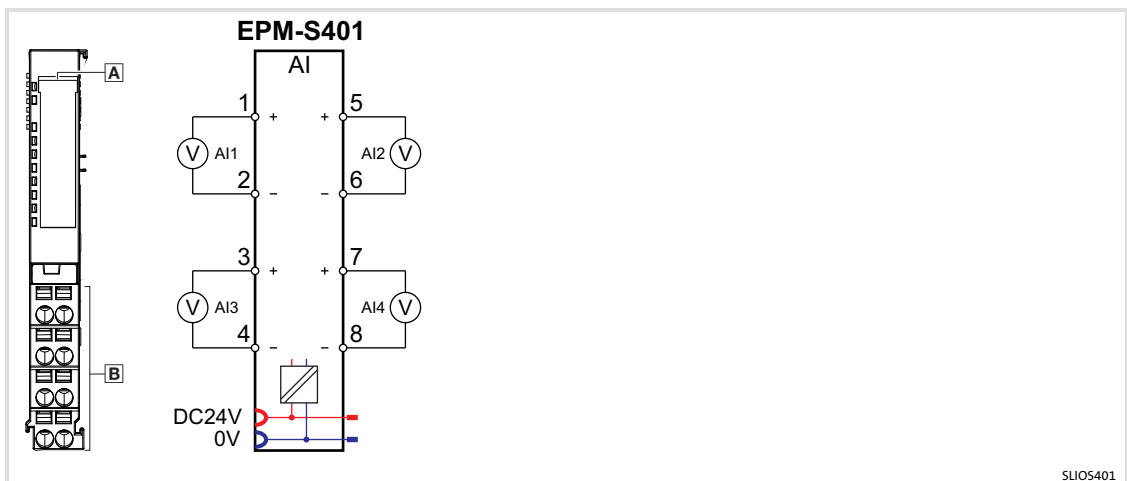 EPM-S401
A
AI
1
5
+ +
V AI1
AI2 V
2
6
– –
3
7
+ +
V AI3
AI4 V
4
8
– –
B
DC24V
0V
SLIOS401